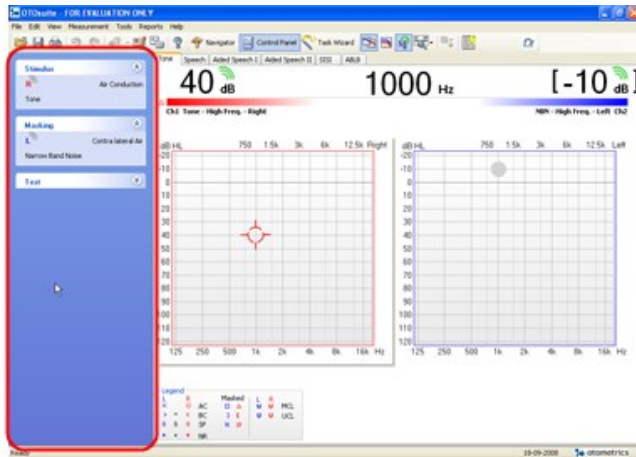 OTOsuite - FOR EVALUATION ONLY
File Edit View Measurement Tools Reports Help
Navigator Control Panel Task Wizard
Tone Speech Aided Speech I Aided Speech II SISI ABLB
Stimulus
R Air Conduction
Tone
Masking
L Contra lateral Air
Narrow Band Noise
Test
40 dB 1000 Hz [-10 dB]
Ch1 Tone - High Freq. - Right NBN - High Freq. - Left Ch2
dB HL 750 1.5k 3k 6k 12.5k Right
-20
-10
0
10
20
30
40
50
60
70
80
90
100
110
120
125 250 500 1k 2k 4k 8k 16k Hz
dB HL 750 1.5k 3k 6k 12.5k Left
-20
-10
0
10
20
30
40
50
60
70
80
90
100
110
120
125 250 500 1k 2k 4k 8k 16k Hz
Legend
L R Masked L R
AC MCL
BC UCL
SF
NR
Ready 10-09-2008 otometrics